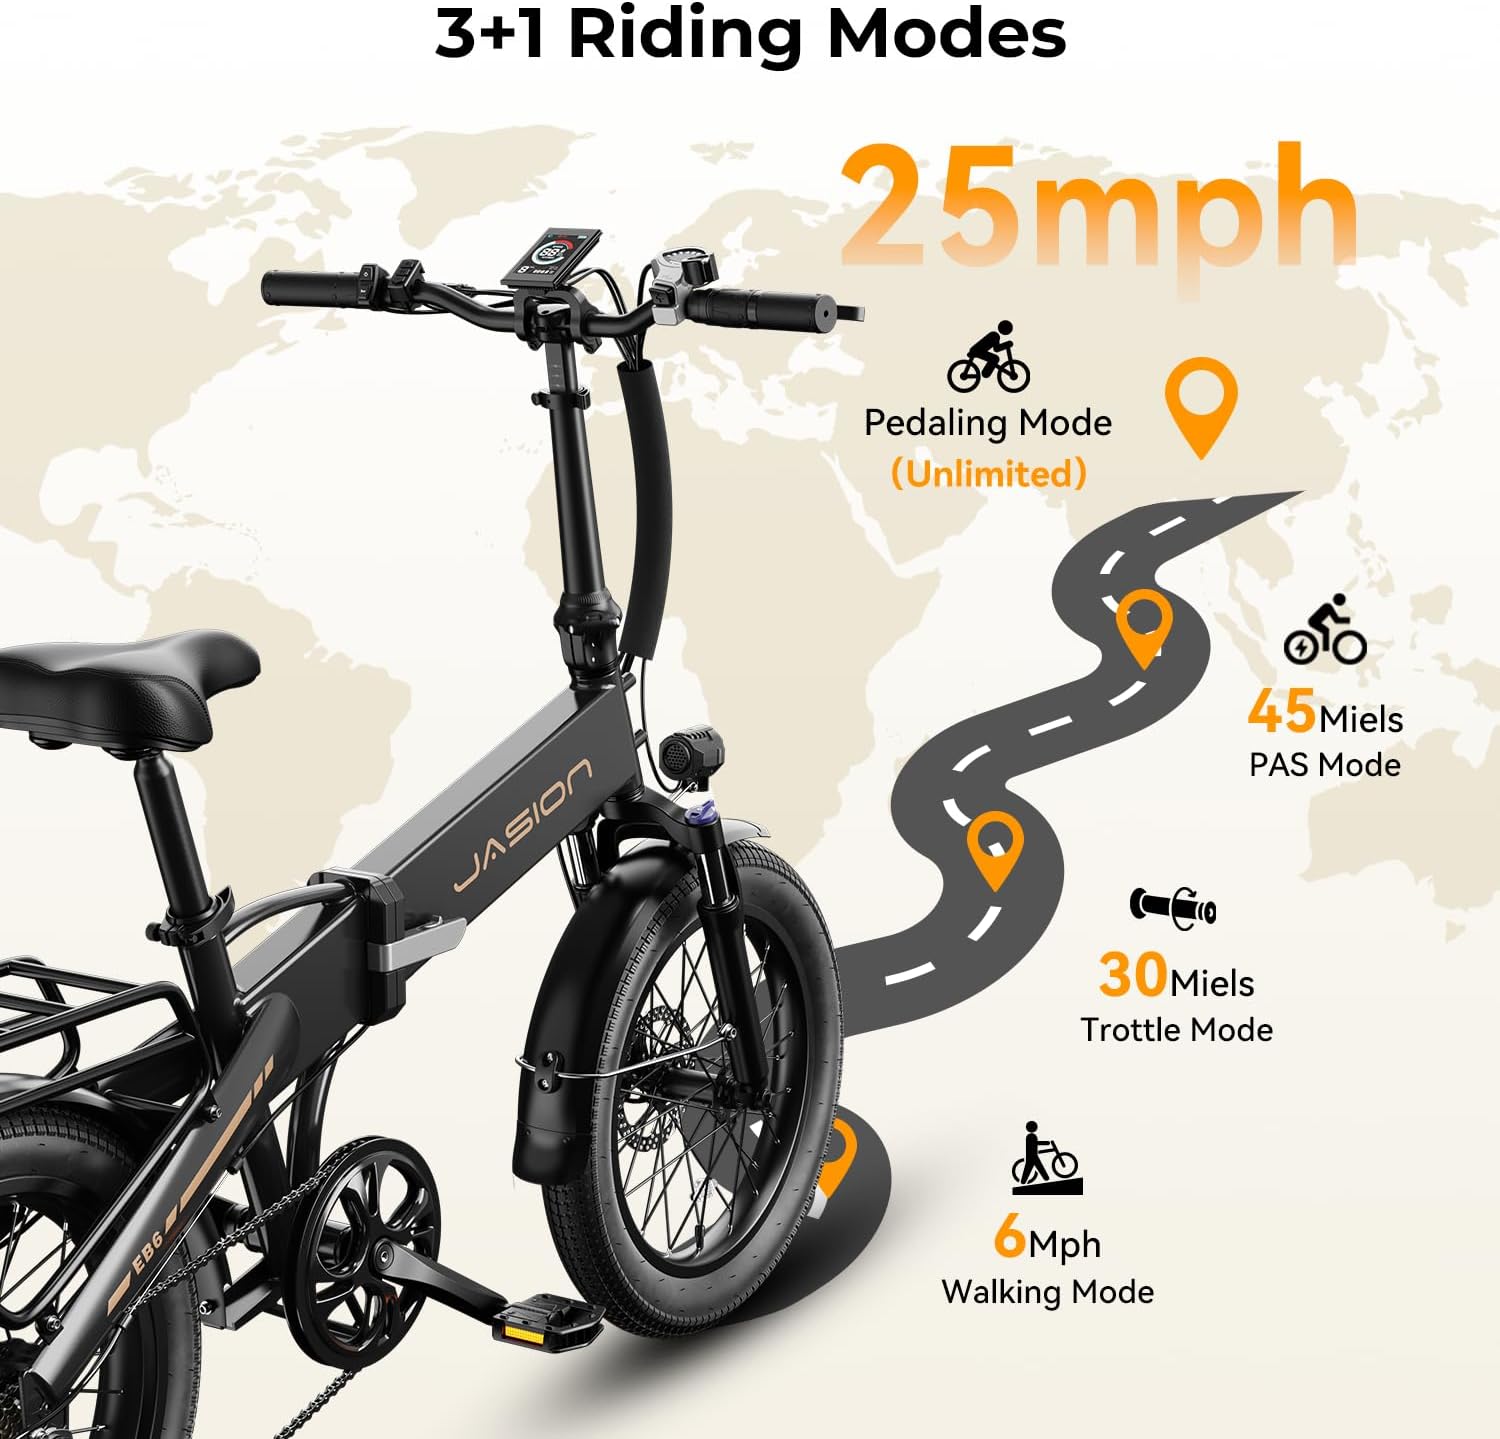 3+1 Riding Modes
25mph
Pedaling Mode
(Unlimited)
45Miels
PAS Mode
30Miels
Trottle Mode
6Mph
Walking Mode
JASION
EB6